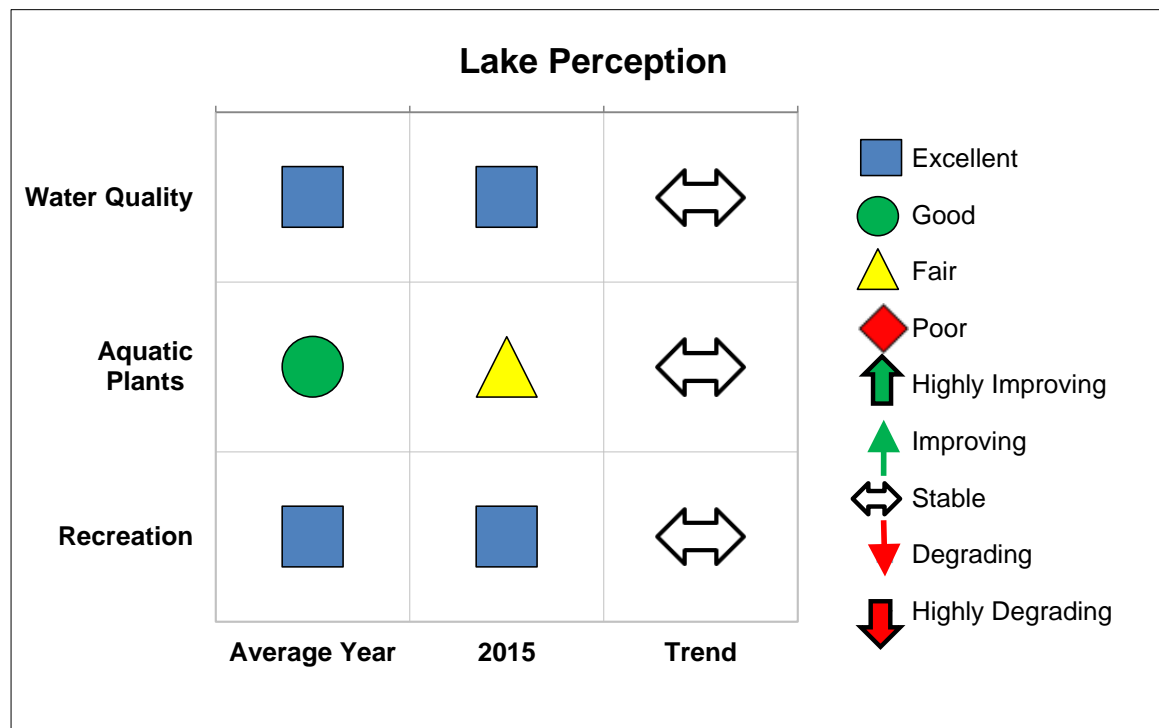 Lake Perception
Water Quality
Aquatic
Plants
Recreation
Average Year
2015
Trend
Excellent
Good
Fair
Poor
Highly Improving
Improving
Stable
Degrading
Highly Degrading